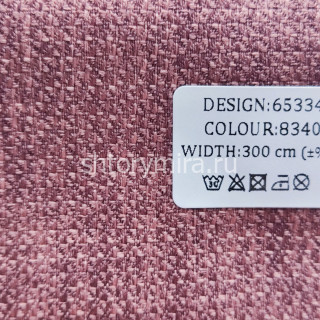 DESIGN:65334
COLOUR:8340
WIDTH:300 cm (±%
shtorymira.ru